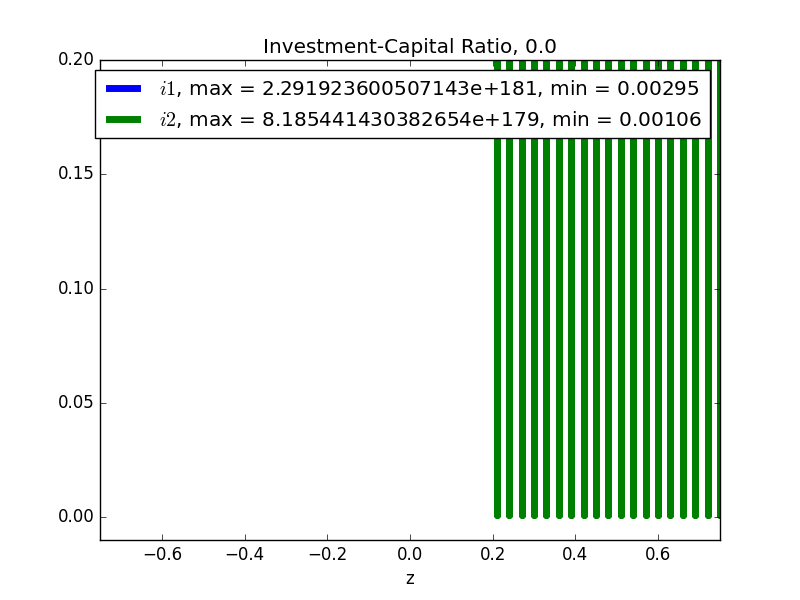 Investment-Capital Ratio, 0.0
i1, max = 2.291923600507143e+181, min = 0.00295
i2, max = 8.185441430382654e+179, min = 0.00106
0.20
0.15
0.10
0.05
0.00
−0.6 −0.4 −0.2 0.0 0.2 0.4 0.6
z